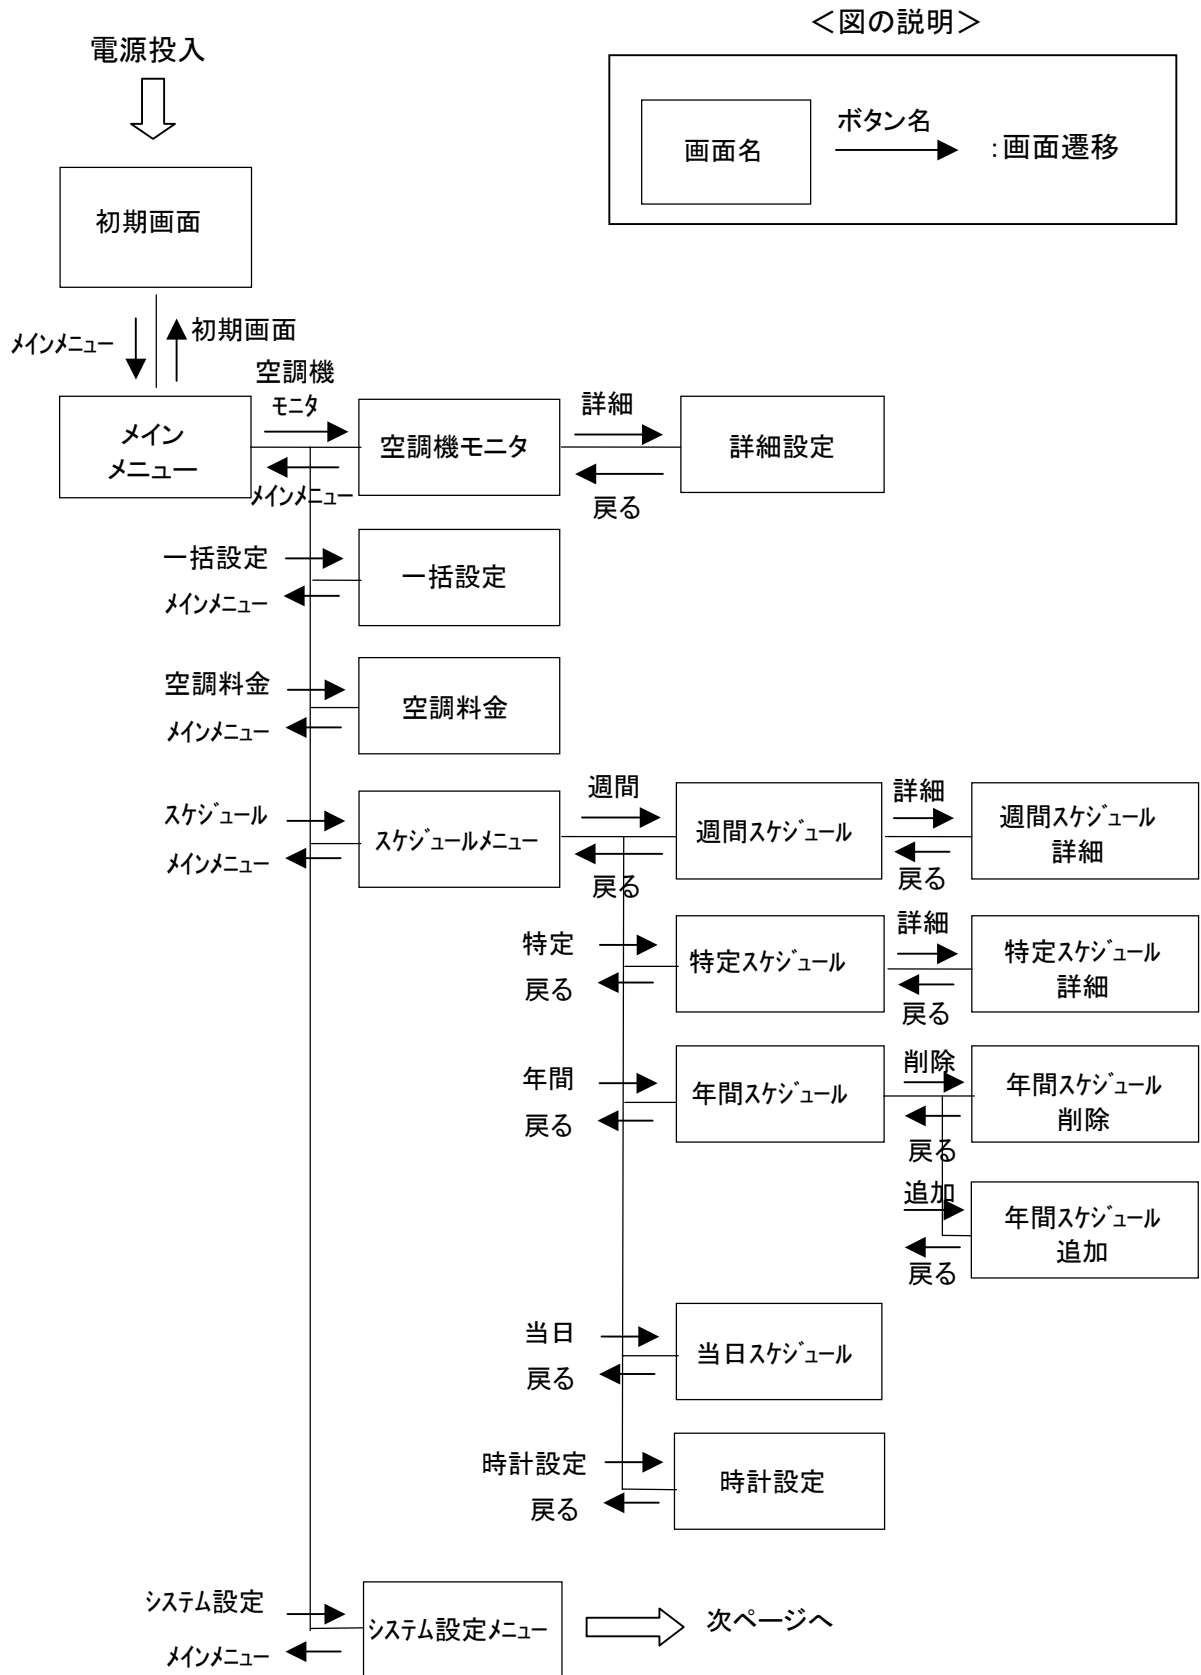 ＜図の説明＞
電源投入
ボタン名
画面名
：画面遷移
初期画面
メインメニュー
初期画面
空調機
モニタ
詳細
メイン
メニュー
空調機モニタ
詳細設定
メインメニュー
戻る
一括設定
一括設定
メインメニュー
空調料金
空調料金
メインメニュー
週間
詳細
スケジュール
スケジュールメニュー
週間スケジュール
週間スケジュール
詳細
メインメニュー
戻る
戻る
特定
詳細
特定スケジュール
特定スケジュール
詳細
戻る
戻る
年間
削除
年間スケジュール
年間スケジュール
削除
戻る
戻る
追加
年間スケジュール
追加
戻る
当日
当日スケジュール
戻る
時計設定
時計設定
戻る
システム設定
システム設定メニュー
次ページへ
メインメニュー